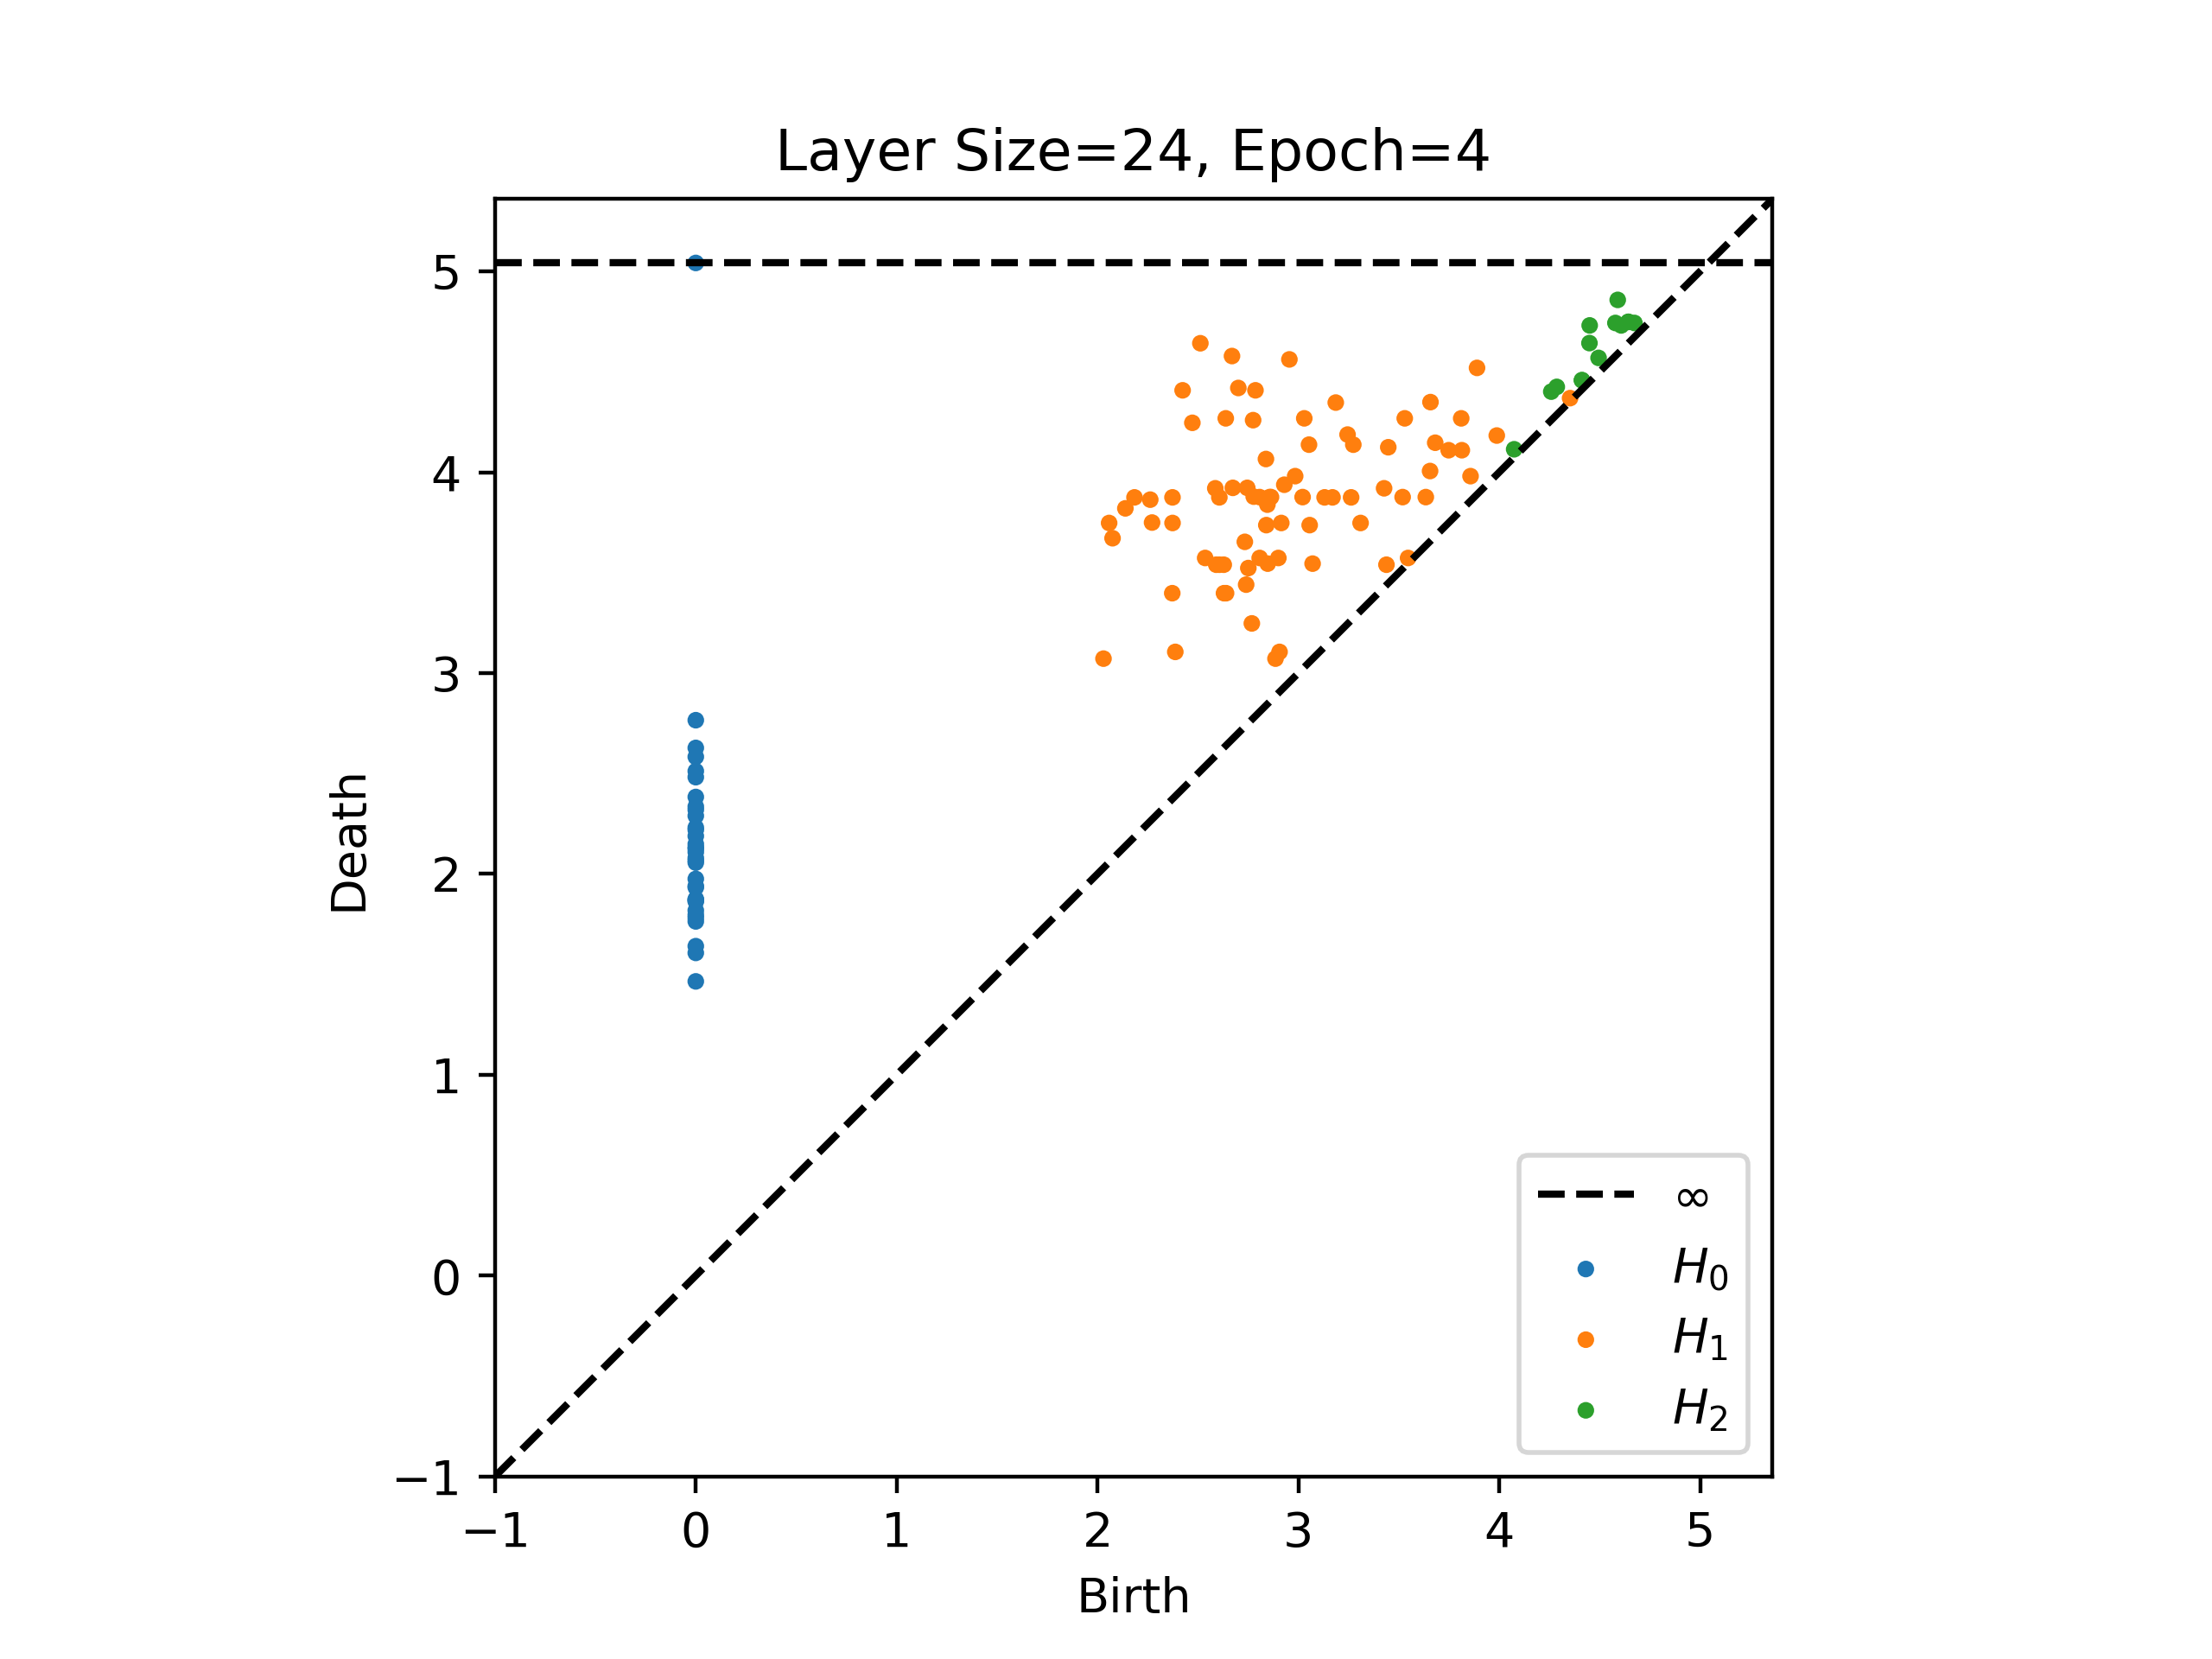 Layer Size=24, Epoch=4
Death
5
4
3
2
1
0
−1
−1 0 1 2 3 4 5
Birth
∞
H₀
H₁
H₂